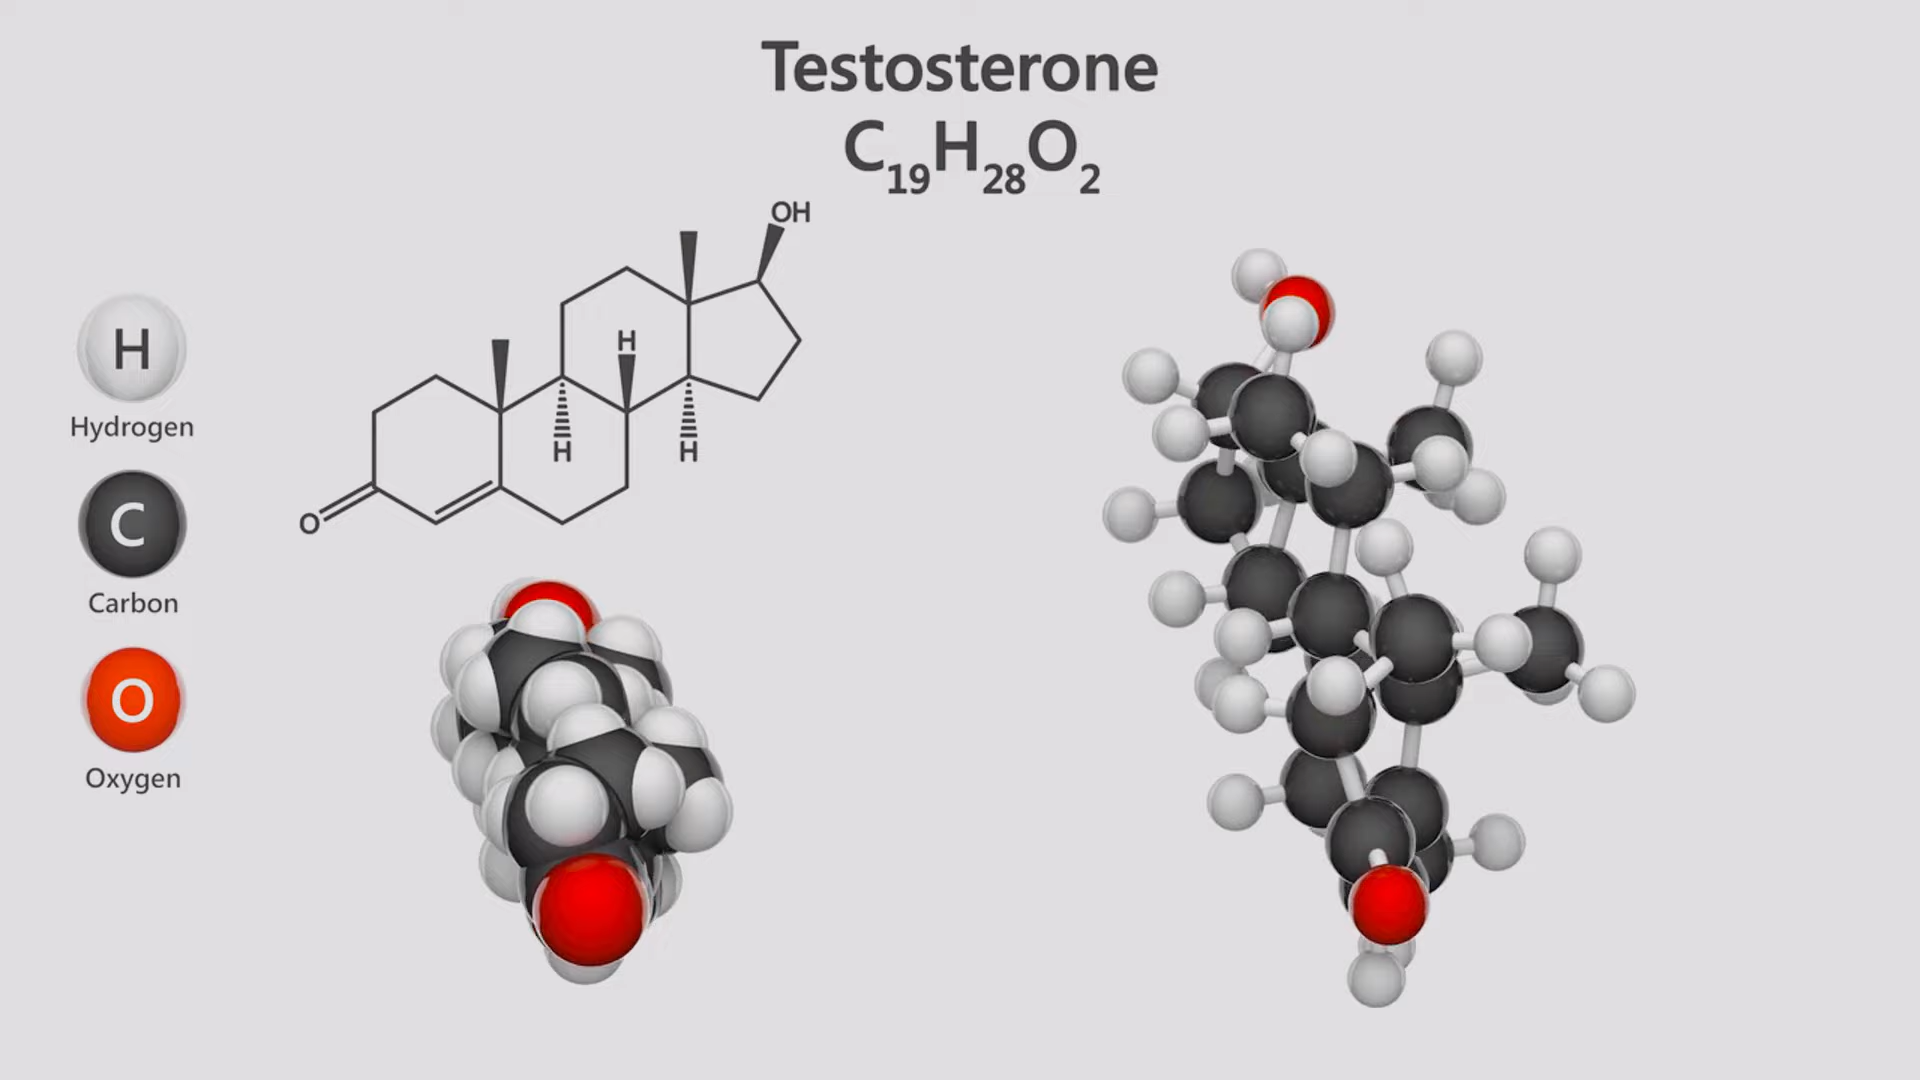 Testosterone
C₁₉H₂₈O₂
OH
H
H
H
O
H
Hydrogen
C
Carbon
O
Oxygen